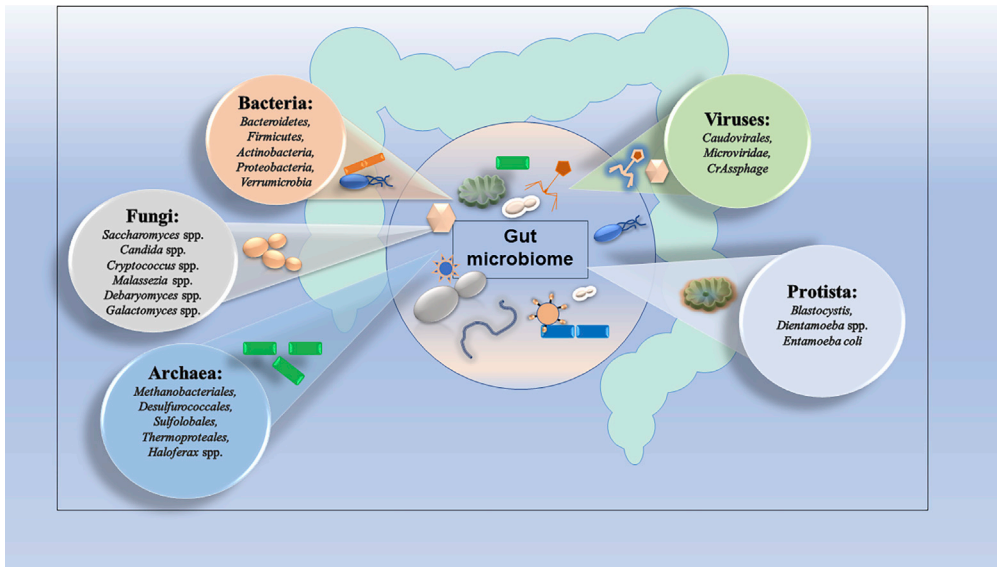 Bacteria:
Bacteroidetes,
Firmicutes,
Actinobacteria,
Proteobacteria,
Verrumicrobia
Viruses:
Caudovirales,
Microviridae,
CrAssphage
Fungi:
Saccharomyces spp.
Candida spp.
Cryptococcus spp.
Malassezia spp.
Debaryomyces spp.
Galactomyces spp.
Gut
microbiome
Protista:
Blastocystis,
Dientamoeba spp.
Entamoeba coli
Archaea:
Methanobacteriales,
Desulfurococcales,
Sulfolobales,
Thermoproteales,
Haloferax spp.